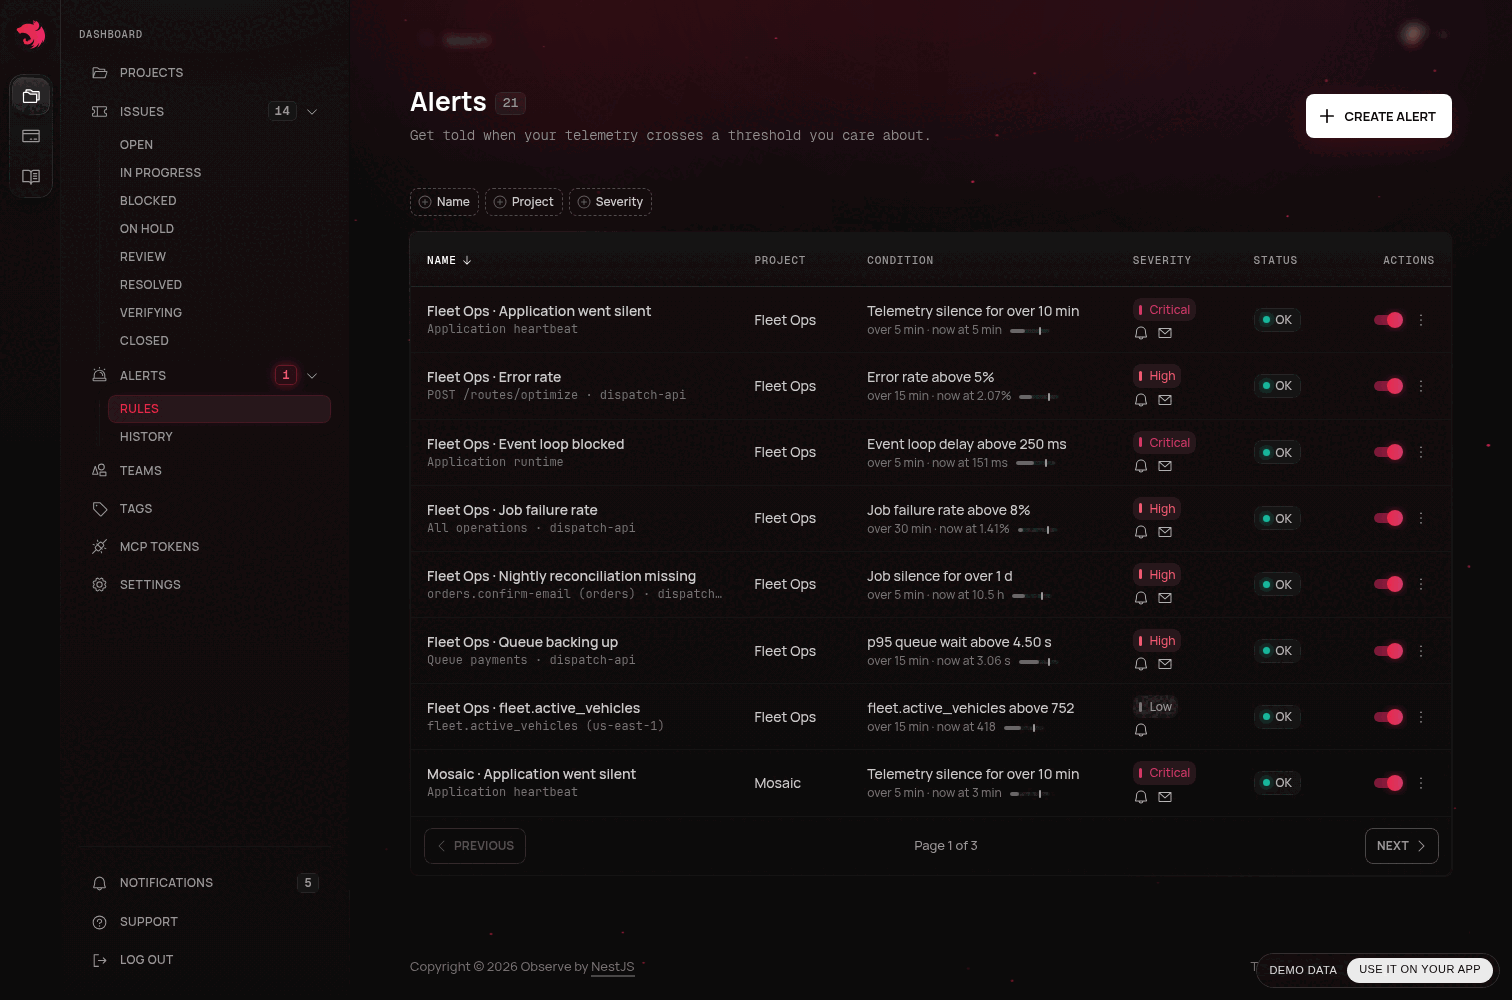 DASHBOARD
PROJECTS
ISSUES 14
OPEN
IN PROGRESS
BLOCKED
ON HOLD
REVIEW
RESOLVED
VERIFYING
CLOSED
ALERTS 1
RULES
HISTORY
TEAMS
TAGS
MCP TOKENS
SETTINGS
NOTIFICATIONS 5
SUPPORT
LOG OUT
Alerts 21
Get told when your telemetry crosses a threshold you care about.
CREATE ALERT
Name Project Severity
NAME PROJECT CONDITION SEVERITY STATUS ACTIONS
Fleet Ops · Application went silent
Application heartbeat
Fleet Ops
Telemetry silence for over 10 min
over 5 min · now at 5 min
Critical
OK
Fleet Ops · Error rate
POST /routes/optimize · dispatch-api
Fleet Ops
Error rate above 5%
over 15 min · now at 2.07%
High
OK
Fleet Ops · Event loop blocked
Application runtime
Fleet Ops
Event loop delay above 250 ms
over 5 min · now at 151 ms
Critical
OK
Fleet Ops · Job failure rate
All operations · dispatch-api
Fleet Ops
Job failure rate above 8%
over 30 min · now at 1.41%
High
OK
Fleet Ops · Nightly reconciliation missing
orders.confirm-email (orders) · dispatch…
Fleet Ops
Job silence for over 1 d
over 5 min · now at 10.5 h
High
OK
Fleet Ops · Queue backing up
Queue payments · dispatch-api
Fleet Ops
p95 queue wait above 4.50 s
over 15 min · now at 3.06 s
High
OK
Fleet Ops · fleet.active_vehicles
fleet.active_vehicles (us-east-1)
Fleet Ops
fleet.active_vehicles above 752
over 15 min · now at 418
Low
OK
Mosaic · Application went silent
Application heartbeat
Mosaic
Telemetry silence for over 10 min
over 5 min · now at 3 min
Critical
OK
PREVIOUS Page 1 of 3 NEXT
Copyright © 2026 Observe by NestJS
DEMO DATA USE IT ON YOUR APP